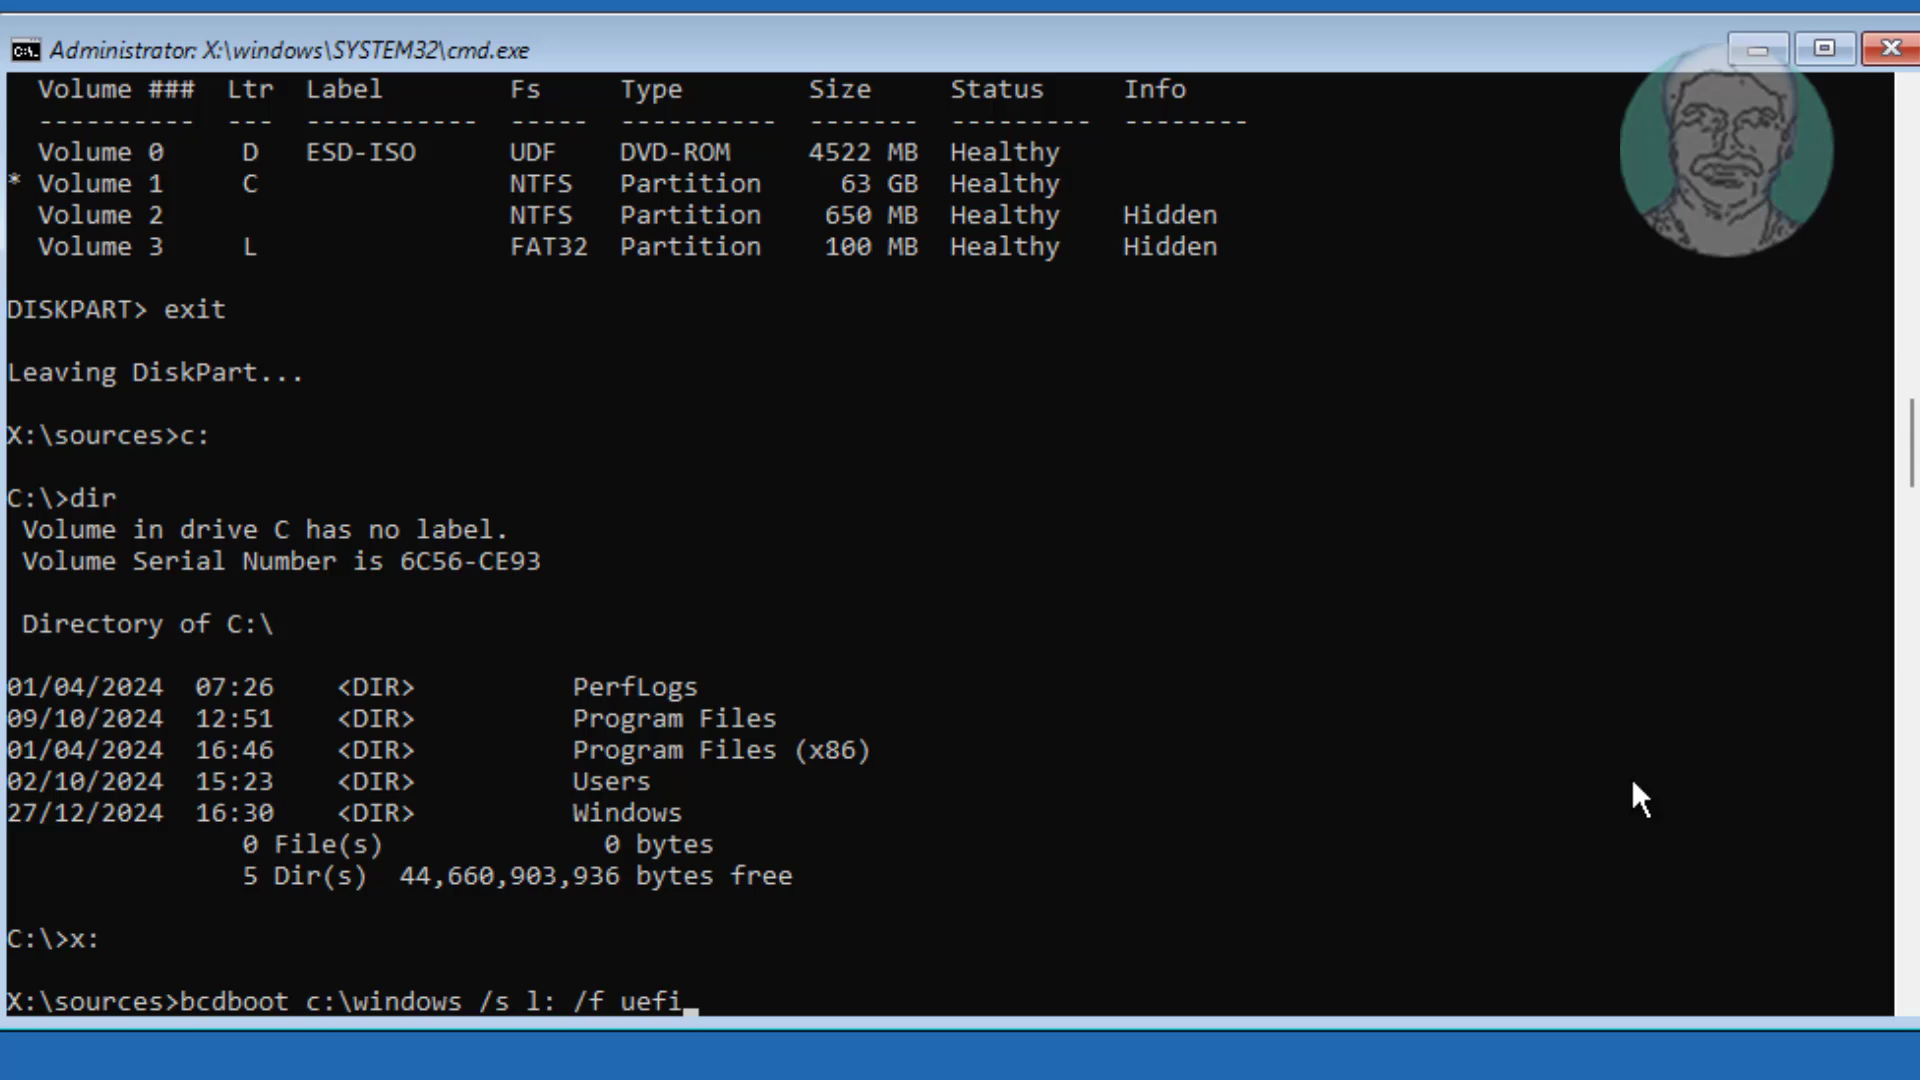 Administrator: X:\windows\SYSTEM32\cmd.exe
Volume ### Ltr Label Fs Type Size Status Info
---------- --- ----------- ----- ---------- ------- --------- --------
Volume 0 D ESD-ISO UDF DVD-ROM 4522 MB Healthy
* Volume 1 C NTFS Partition 63 GB Healthy
Volume 2 NTFS Partition 650 MB Healthy Hidden
Volume 3 L FAT32 Partition 100 MB Healthy Hidden
DISKPART> exit
Leaving DiskPart...
X:\sources>c:
C:\>dir
Volume in drive C has no label.
Volume Serial Number is 6C56-CE93
Directory of C:\
01/04/2024 07:26 <DIR> PerfLogs
09/10/2024 12:51 <DIR> Program Files
01/04/2024 16:46 <DIR> Program Files (x86)
02/10/2024 15:23 <DIR> Users
27/12/2024 16:30 <DIR> Windows
0 File(s) 0 bytes
5 Dir(s) 44,660,903,936 bytes free
C:\>x:
X:\sources>bcdboot c:\windows /s l: /f uefi_